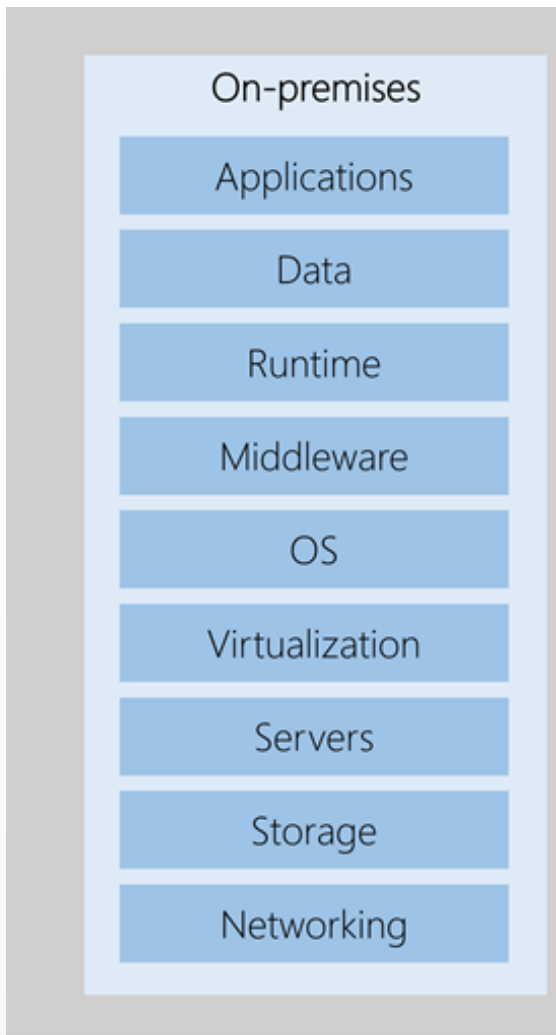 On-premises
Applications
Data
Runtime
Middleware
OS
Virtualization
Servers
Storage
Networking